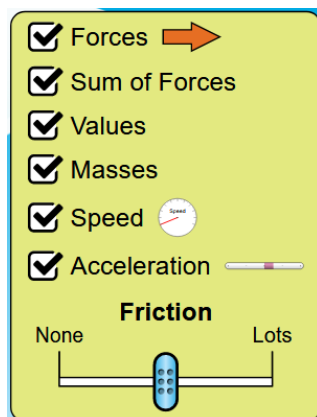 Forces
Sum of Forces
Values
Masses
Speed Speed
Acceleration
Friction
None Lots